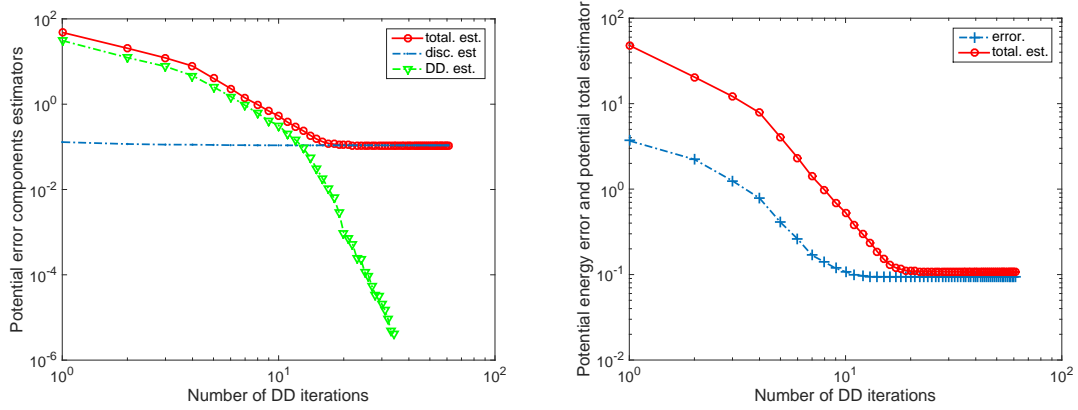 Potential error components estimators
10^2
10^0
10^-2
10^-4
10^-6
10^0
10^1
10^2
Number of DD iterations
total. est.
disc. est
DD. est.
Potential energy error and potential total estimator
10^2
10^1
10^0
10^-1
10^-2
10^0
10^1
10^2
Number of DD iterations
error.
total. est.